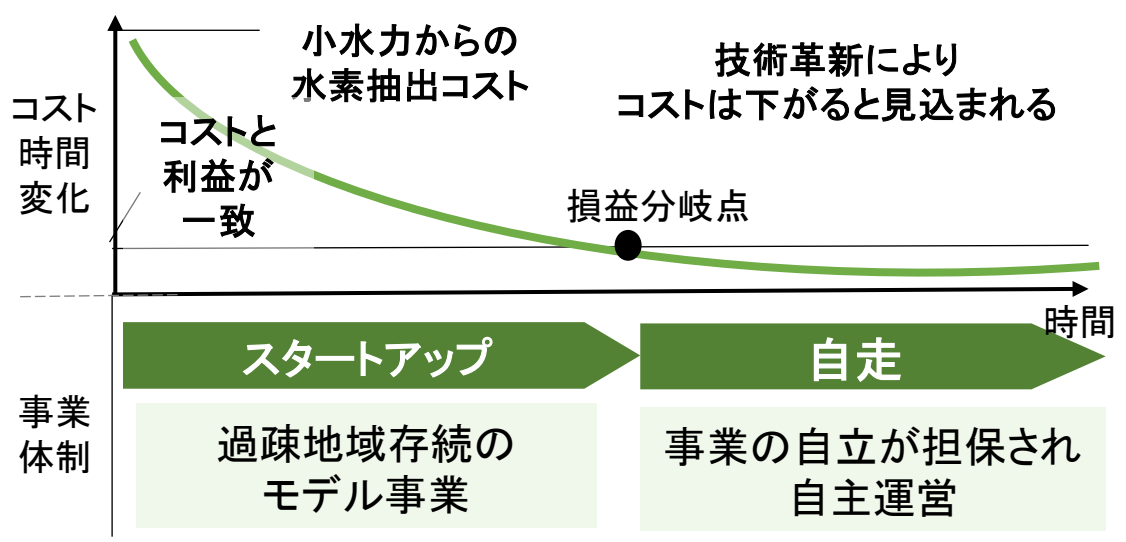 小水力からの
水素抽出コスト
技術革新により
コストは下がると見込まれる
コスト
時間
変化
コストと
利益が
一致
損益分岐点
時間
スタートアップ
自走
事業
体制
過疎地域存続の
モデル事業
事業の自立が担保され
自主運営